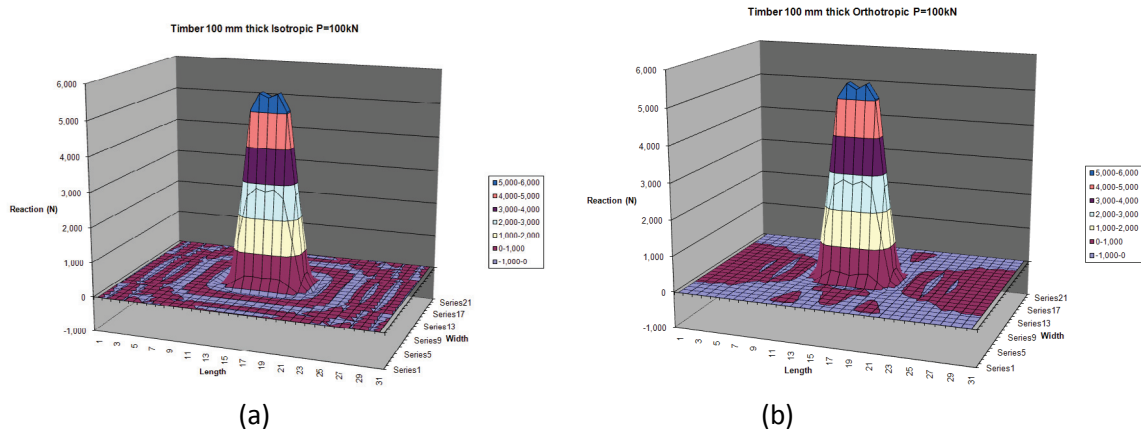 Timber 100 mm thick Isotropic P=100kN
6,000
5,000
4,000
3,000
2,000
1,000
0
-1,000
Reaction (N)
1
3
5
7
9
11
13
15
17
19
21
23
25
27
29
31
Length
Series21
Series17
Series13
Series9
Width
Series5
Series1
5,000-6,000
4,000-5,000
3,000-4,000
2,000-3,000
1,000-2,000
0-1,000
-1,000-0
(a)
Timber 100 mm thick Orthotropic P=100kN
6,000
5,000
4,000
3,000
2,000
1,000
0
-1,000
Reaction (N)
1
3
5
7
9
11
13
15
17
19
21
23
25
27
29
31
Length
Series21
Series17
Series13
Series9
Width
Series5
Series1
5,000-6,000
4,000-5,000
3,000-4,000
2,000-3,000
1,000-2,000
0-1,000
-1,000-0
(b)